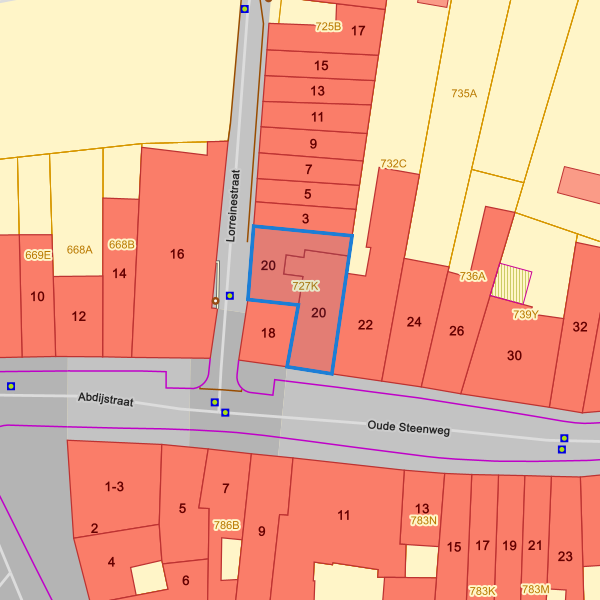 725B
17
15
13
11
9
7
5
3
735A
732C
Lorreinestraat
669E
668A
668B
16
14
10
12
20
727K
20
18
22
24
26
736A
739Y
30
32
Abdijstraat
Oude Steenweg
1-3
2
4
5
6
7
786B
9
11
13
783N
15
17
19
21
23
783K
783M